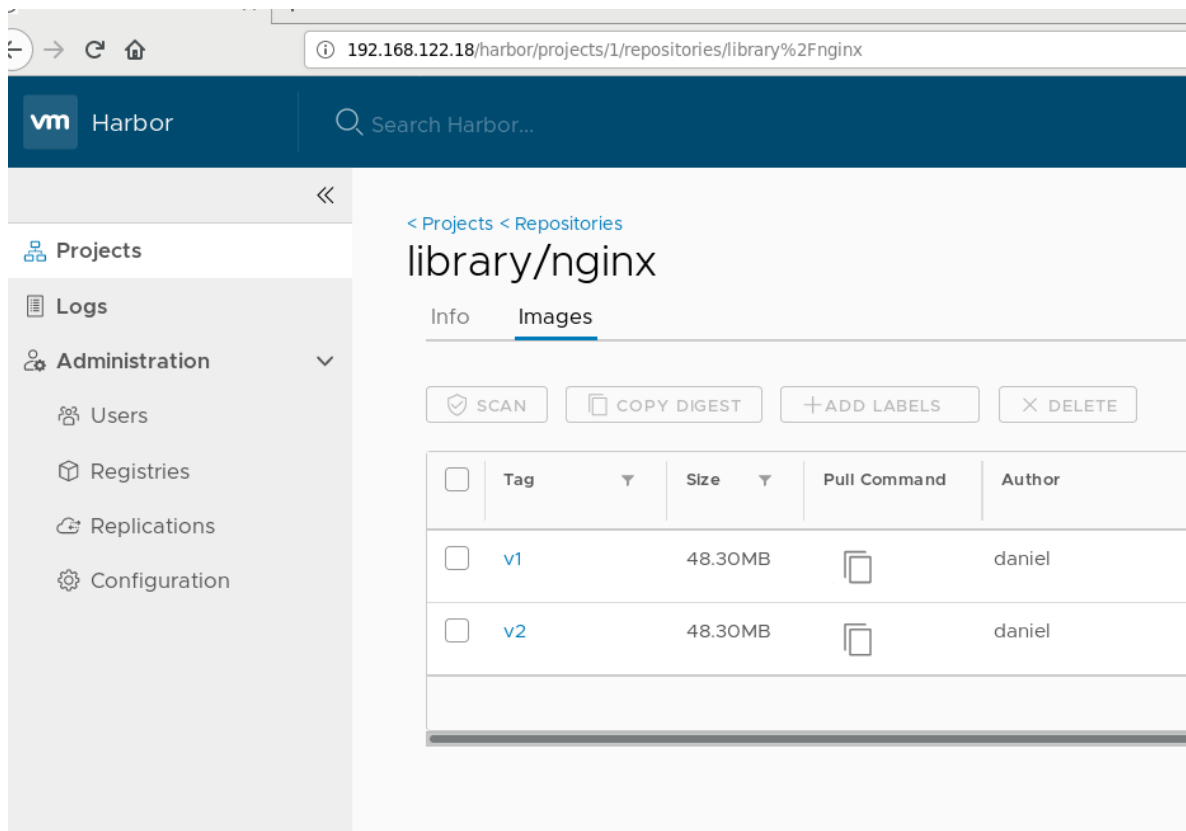 192.168.122.18/harbor/projects/1/repositories/library%2Fnginx
vm Harbor
Search Harbor...
Projects
Logs
Administration
Users
Registries
Replications
Configuration
< Projects < Repositories
library/nginx
Info Images
SCAN COPY DIGEST +ADD LABELS DELETE
Tag Size Pull Command Author
v1 48.30MB daniel
v2 48.30MB daniel